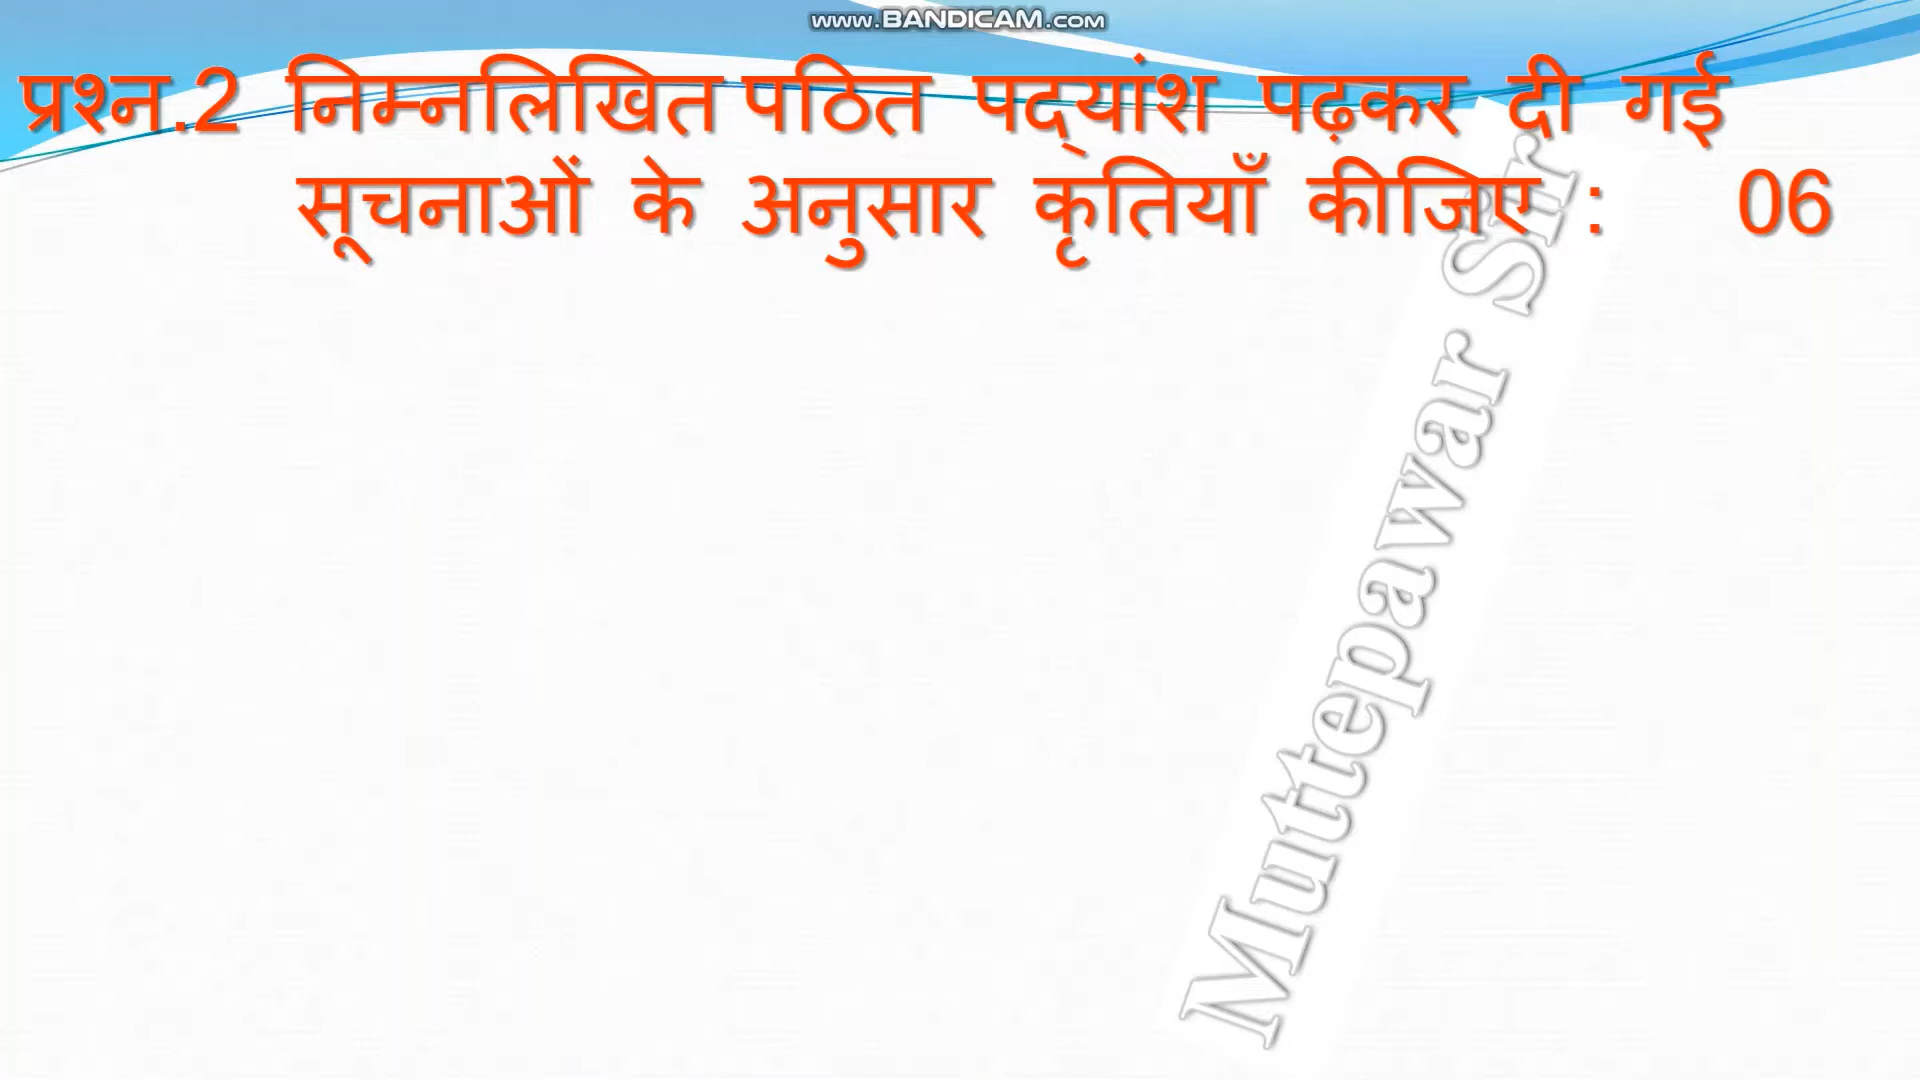 www.BANDICAM.com
प्रश्न.2 निम्नलिखित पठित पद्यांश पढ़कर दी गई
सूचनाओं के अनुसार कृतियाँ कीजिए : 06
Muttepawar Sir